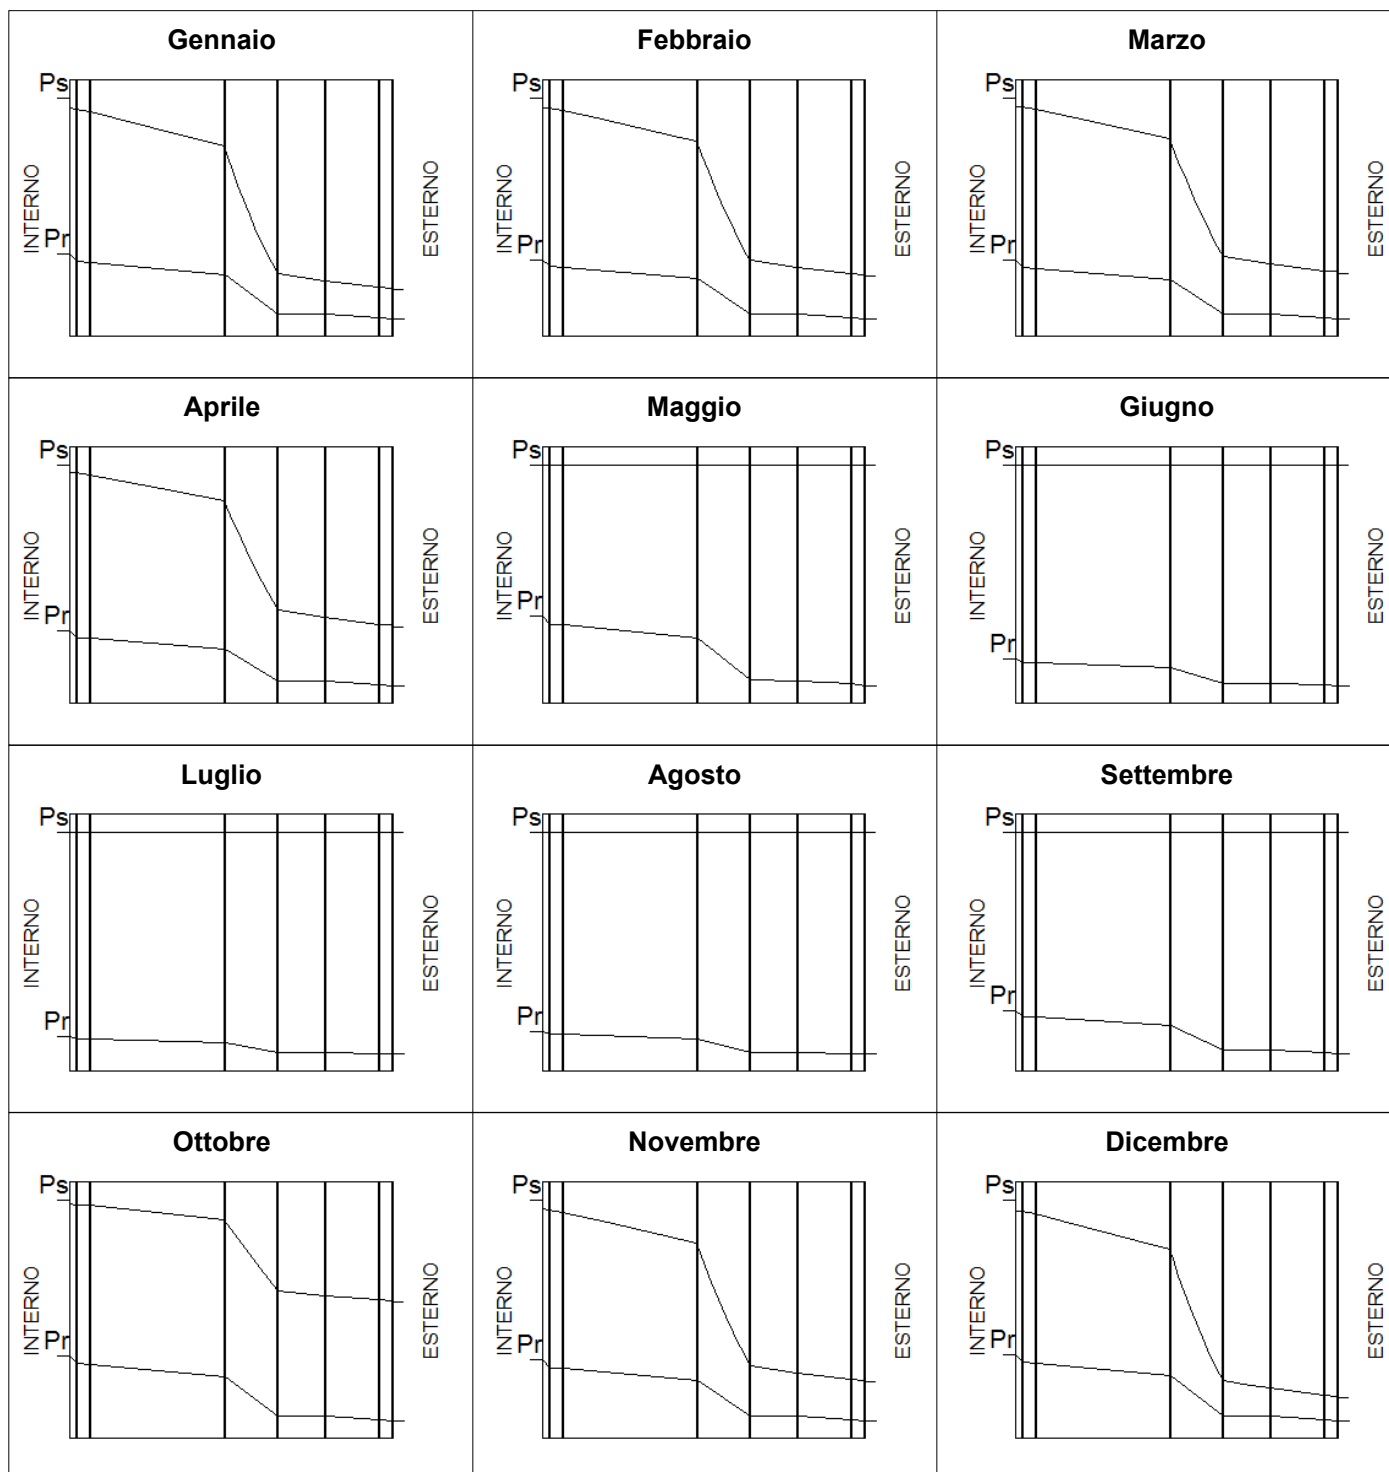 Gennaio
Ps
INTERNO
Pr
ESTERNO
Febbraio
Ps
INTERNO
Pr
ESTERNO
Marzo
Ps
INTERNO
Pr
ESTERNO
Aprile
Ps
INTERNO
Pr
ESTERNO
Maggio
Ps
INTERNO
Pr
ESTERNO
Giugno
Ps
INTERNO
Pr
ESTERNO
Luglio
Ps
INTERNO
Pr
ESTERNO
Agosto
Ps
INTERNO
Pr
ESTERNO
Settembre
Ps
INTERNO
Pr
ESTERNO
Ottobre
Ps
INTERNO
Pr
ESTERNO
Novembre
Ps
INTERNO
Pr
ESTERNO
Dicembre
Ps
INTERNO
Pr
ESTERNO